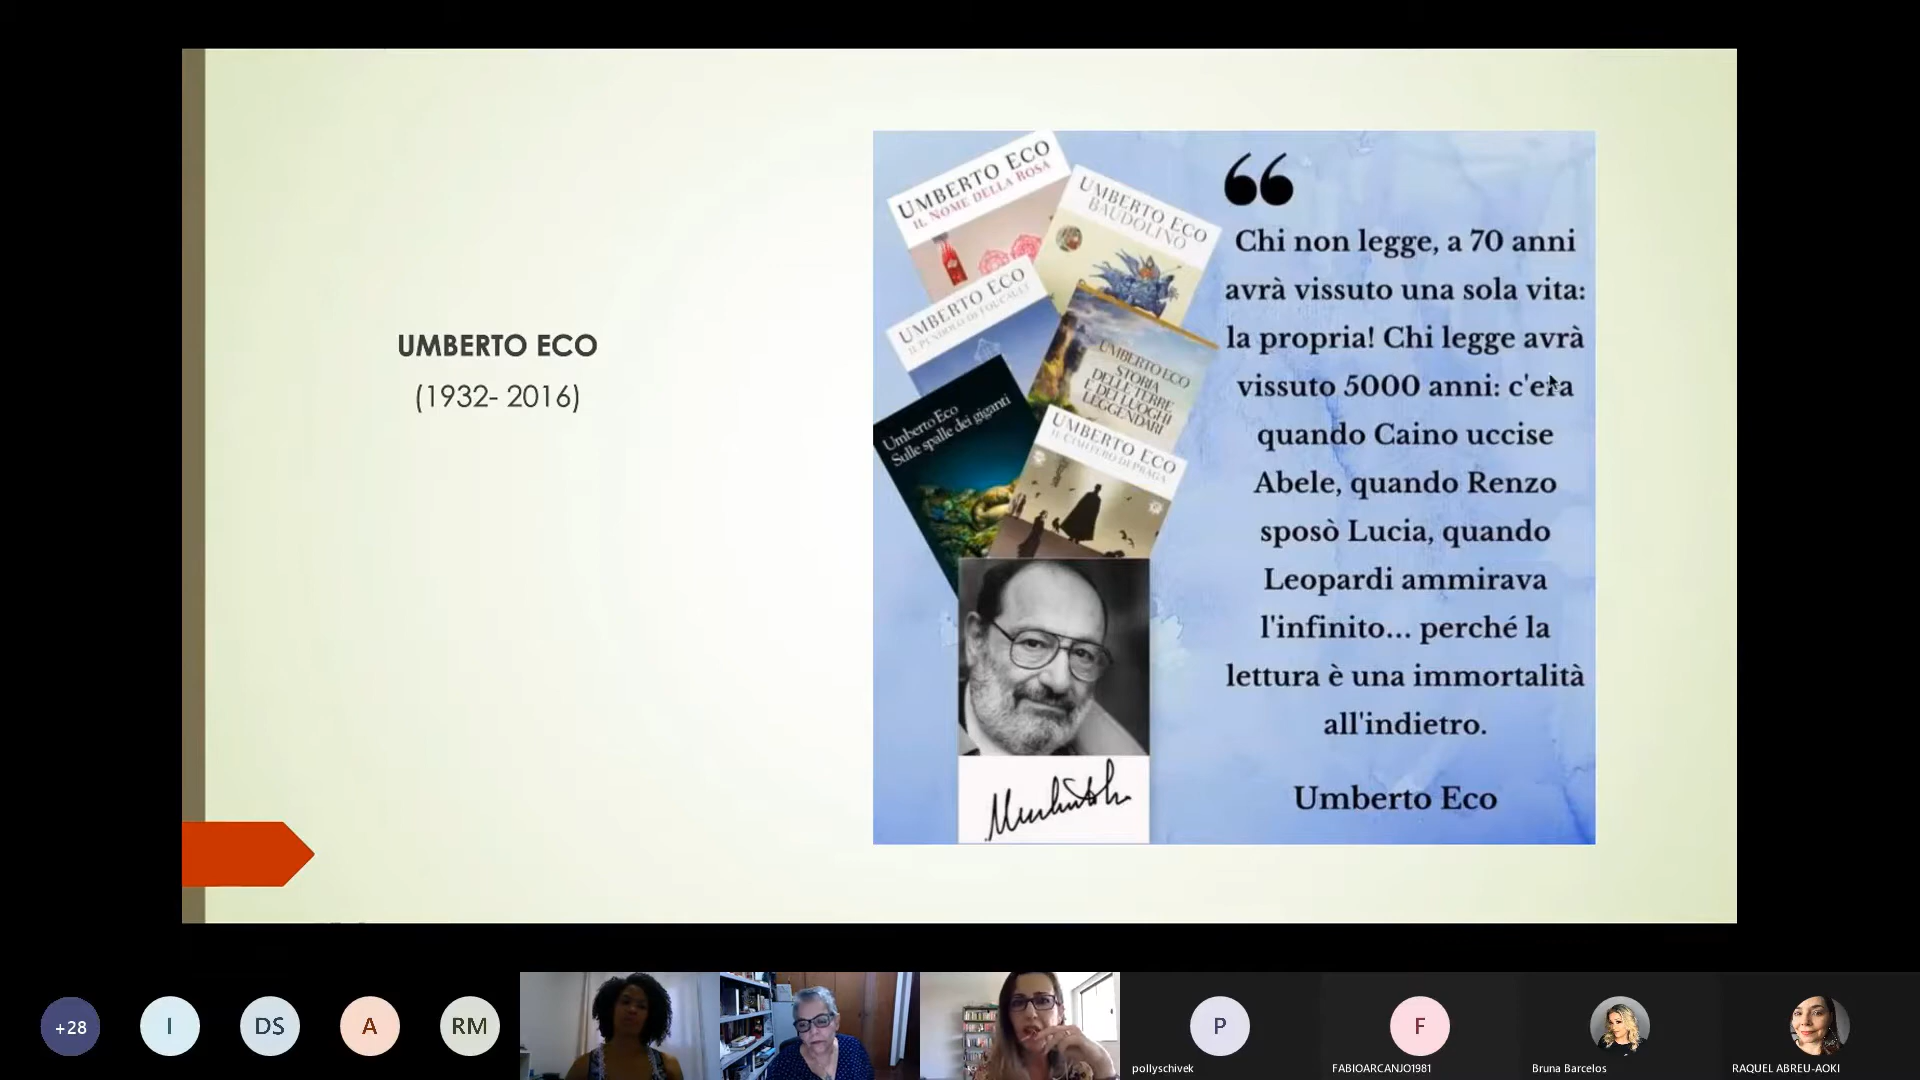 UMBERTO ECO
(1932- 2016)
UMBERTO ECO
IL NOME DELLA ROSA
UMBERTO ECO
BAUDOLINO
UMBERTO ECO
IL PENDOLO DI FOUCAULT
UMBERTO ECO
STORIA
DELLE TERRE
E DEI LUOGHI
LEGGENDARI
Umberto Eco
Sulle spalle dei giganti
UMBERTO ECO
IL CIMITERO DI PRAGA
❝
Chi non legge, a 70 anni
avrà vissuto una sola vita:
la propria! Chi legge avrà
vissuto 5000 anni: c'era
quando Caino uccise
Abele, quando Renzo
sposò Lucia, quando
Leopardi ammirava
l'infinito... perché la
lettura è una immortalità
all'indietro.
Umberto Eco
+28
I
DS
A
RM
P
pollyschivek
F
FABIOARCANJO1981
Bruna Barcelos
RAQUEL ABREU-AOKI